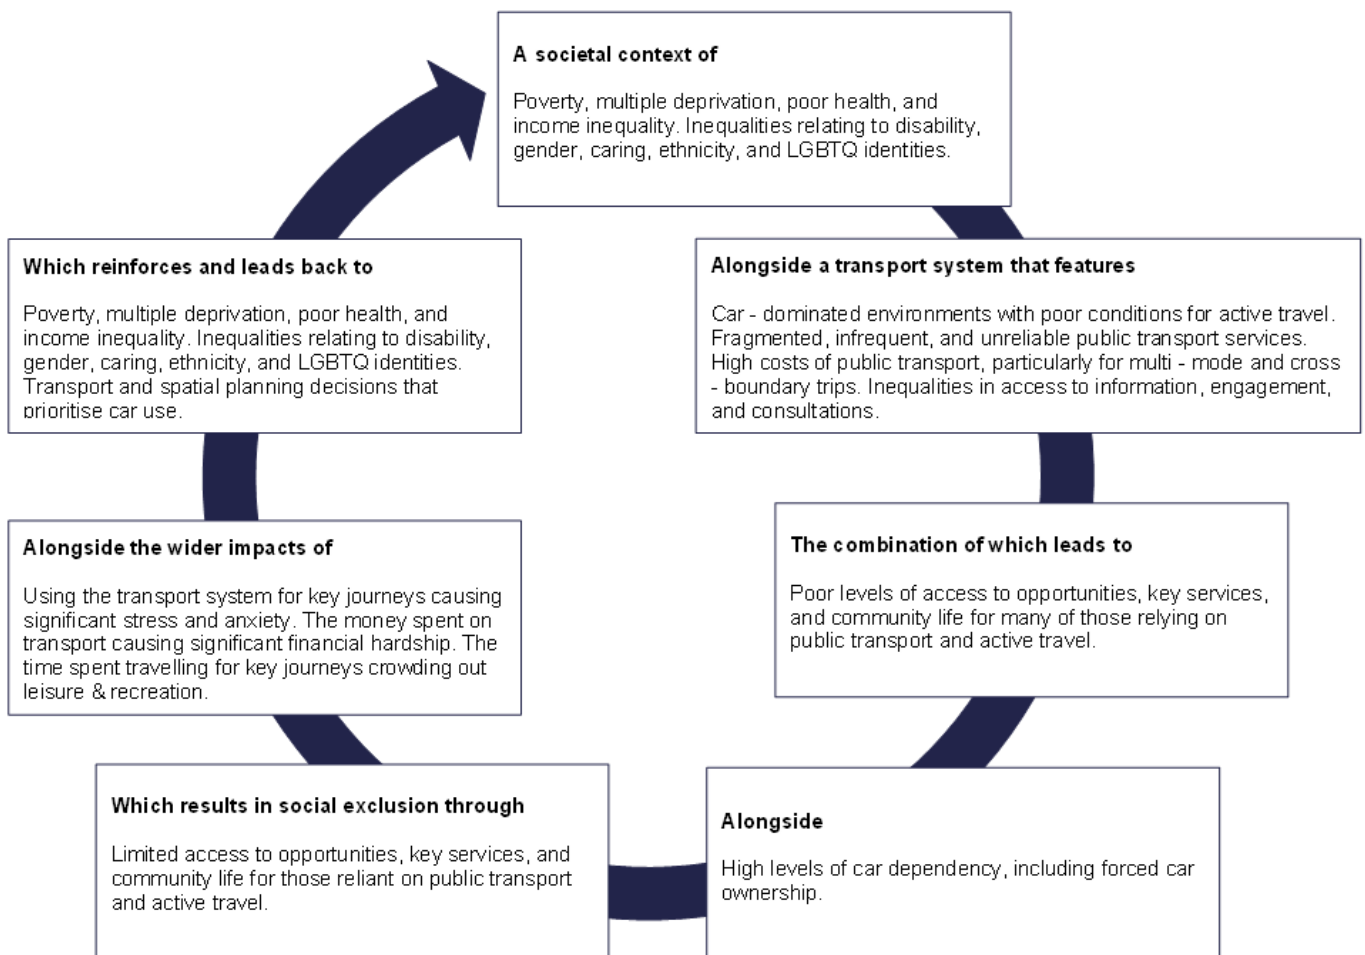 A societal context of
Poverty, multiple deprivation, poor health, and
income inequality. Inequalities relating to disability,
gender, caring, ethnicity, and LGBTQ identities.
Alongside a transport system that features
Car - dominated environments with poor conditions for active travel.
Fragmented, infrequent, and unreliable public transport services.
High costs of public transport, particularly for multi - mode and cross
- boundary trips. Inequalities in access to information, engagement,
and consultations.
The combination of which leads to
Poor levels of access to opportunities, key services,
and community life for many of those relying on
public transport and active travel.
Alongside
High levels of car dependency, including forced car
ownership.
Which results in social exclusion through
Limited access to opportunities, key services, and
community life for those reliant on public transport
and active travel.
Alongside the wider impacts of
Using the transport system for key journeys causing
significant stress and anxiety. The money spent on
transport causing significant financial hardship. The
time spent travelling for key journeys crowding out
leisure & recreation.
Which reinforces and leads back to
Poverty, multiple deprivation, poor health, and
income inequality. Inequalities relating to disability,
gender, caring, ethnicity, and LGBTQ identities.
Transport and spatial planning decisions that
prioritise car use.